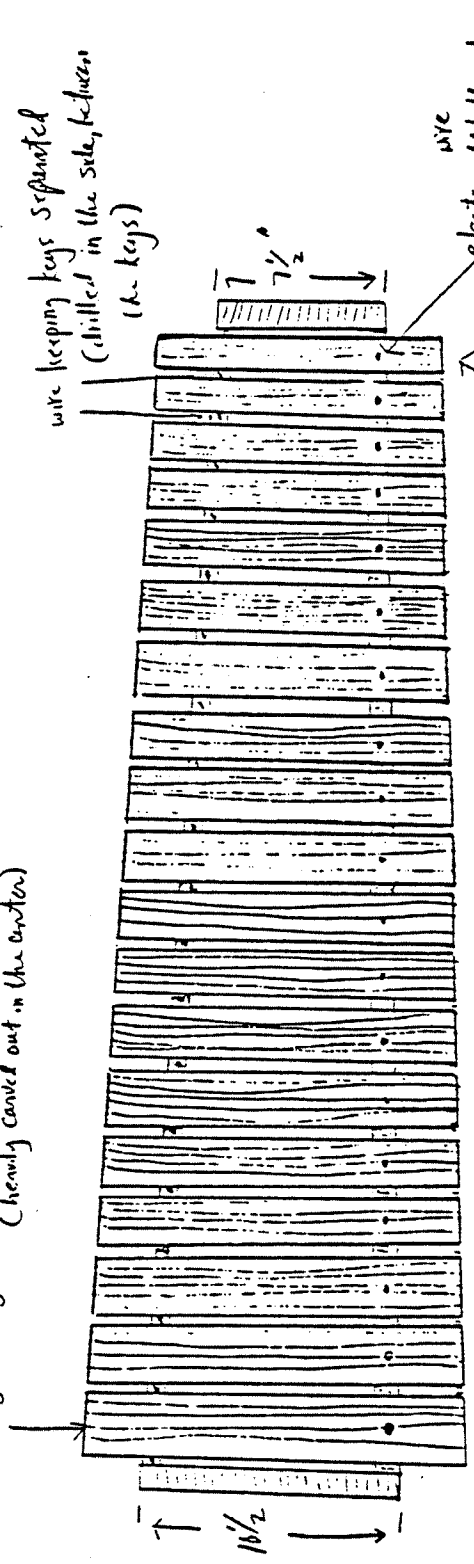 wire keeping keys separated
(drilled in the side, between
the keys)
7½"
wire
(heavily carved out in the center)
16½